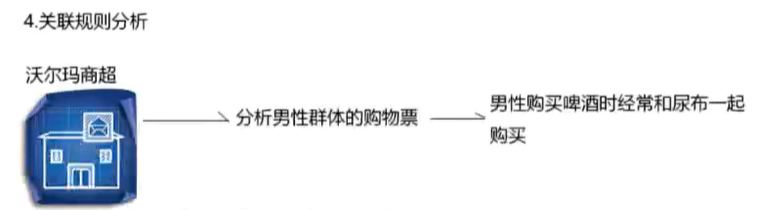 4.关联规则分析
沃尔玛商超
分析男性群体的购物票
男性购买啤酒时经常和尿布一起
购买